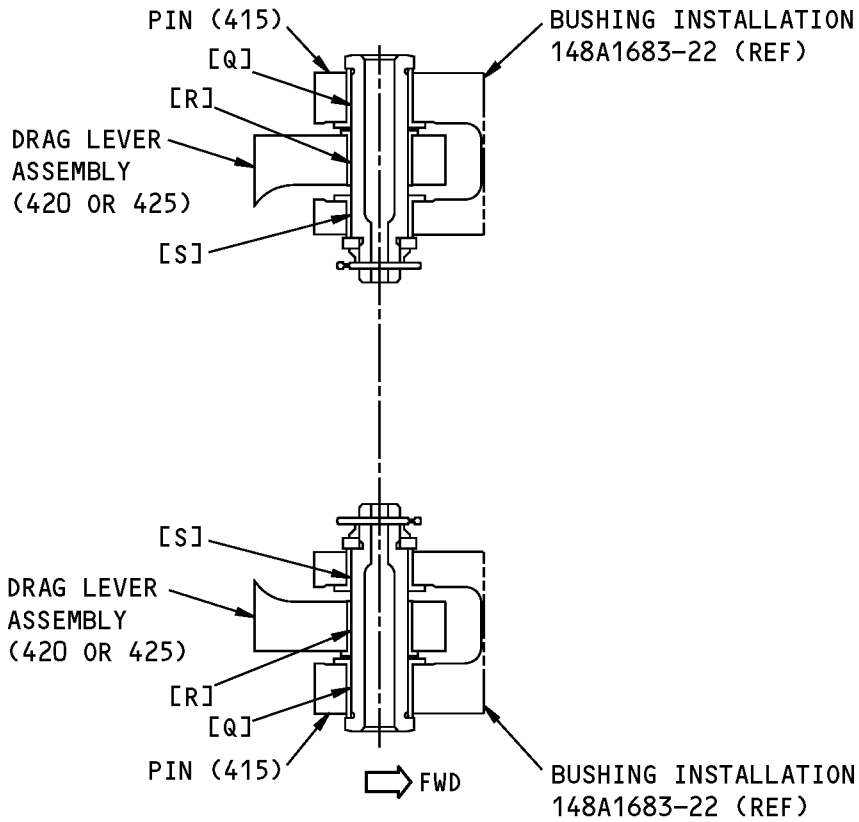 PIN (415)
BUSHING INSTALLATION
148A1683-22 (REF)
[Q]
[R]
DRAG LEVER
ASSEMBLY
(420 OR 425)
[S]
[S]
DRAG LEVER
ASSEMBLY
(420 OR 425)
[R]
[Q]
PIN (415)
FWD
BUSHING INSTALLATION
148A1683-22 (REF)